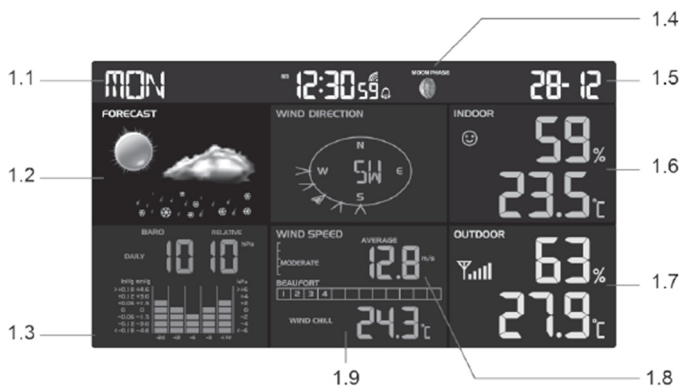 1.4
1.1
MON
12:30 59
MOON PHASE
28-12
1.5
FORECAST
WIND DIRECTION
N
W
SW
E
S
INDOOR
59%
23.5°C
1.6
1.2
BARO
RELATIVE
DAILY
1010 hPa
inHg mmHg
hPa
1.3
WIND SPEED
AVERAGE
MODERATE
12.8 m/s
BEAUFORT
1 2 3 4
WIND CHILL
24.3°C
OUTDOOR
63%
27.9°C
1.7
1.9
1.8